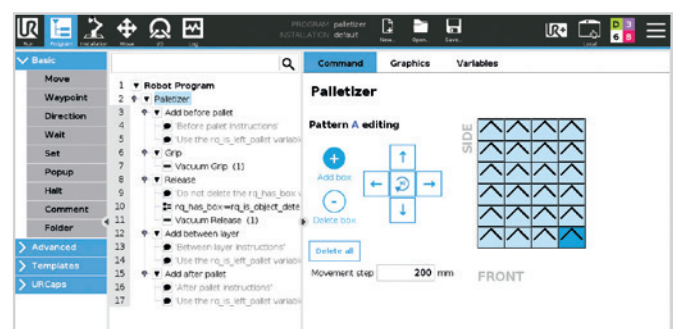 UR
PROGRAM palletizer
INSTALLATION default
Run
Program
Installation
Move
I/O
Log
New...
Open...
Save...
UR+
Local
Basic
Move
Waypoint
Direction
Wait
Set
Popup
Halt
Comment
Folder
Advanced
Templates
URCaps
1 Robot Program
2 Palletizer
3 Add before pallet
4 'Before pallet instructions'
5 'Use the rq_is_left_pallet variabl
6 Grip
7 Vacuum Grip (1)
8 Release
9 'Do not delete the rq_has_box v
10 rq_has_box=rq_is_object_dete
11 Vacuum Release (1)
12 Add between layer
13 'Between layer instructions'
14 'Use the rq_is_left_pallet variabl
15 Add after pallet
16 'After pallet instructions'
17 'Use the rq_is_left_pallet variabl
Command Graphics Variables
Palletizer
Pattern A editing
Add box
Delete box
Delete all
Movement step 200 mm
SIDE
FRONT